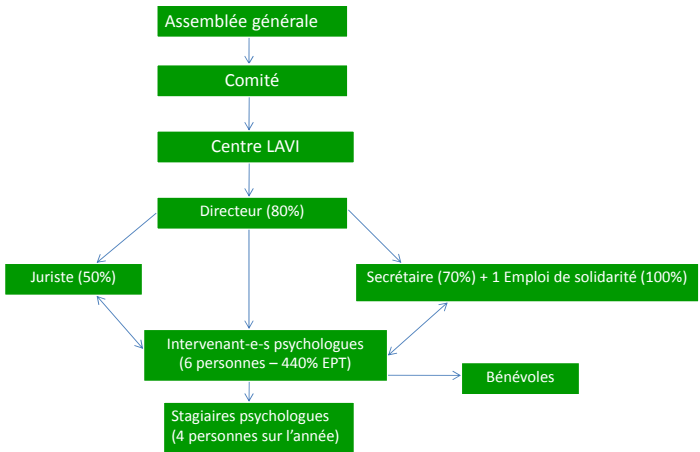 Assemblée générale
Comité
Centre LAVI
Directeur (80%)
Juriste (50%)
Secrétaire (70%) + 1 Emploi de solidarité (100%)
Intervenant-e-s psychologues
(6 personnes – 440% EPT)
Bénévoles
Stagiaires psychologues
(4 personnes sur l'année)